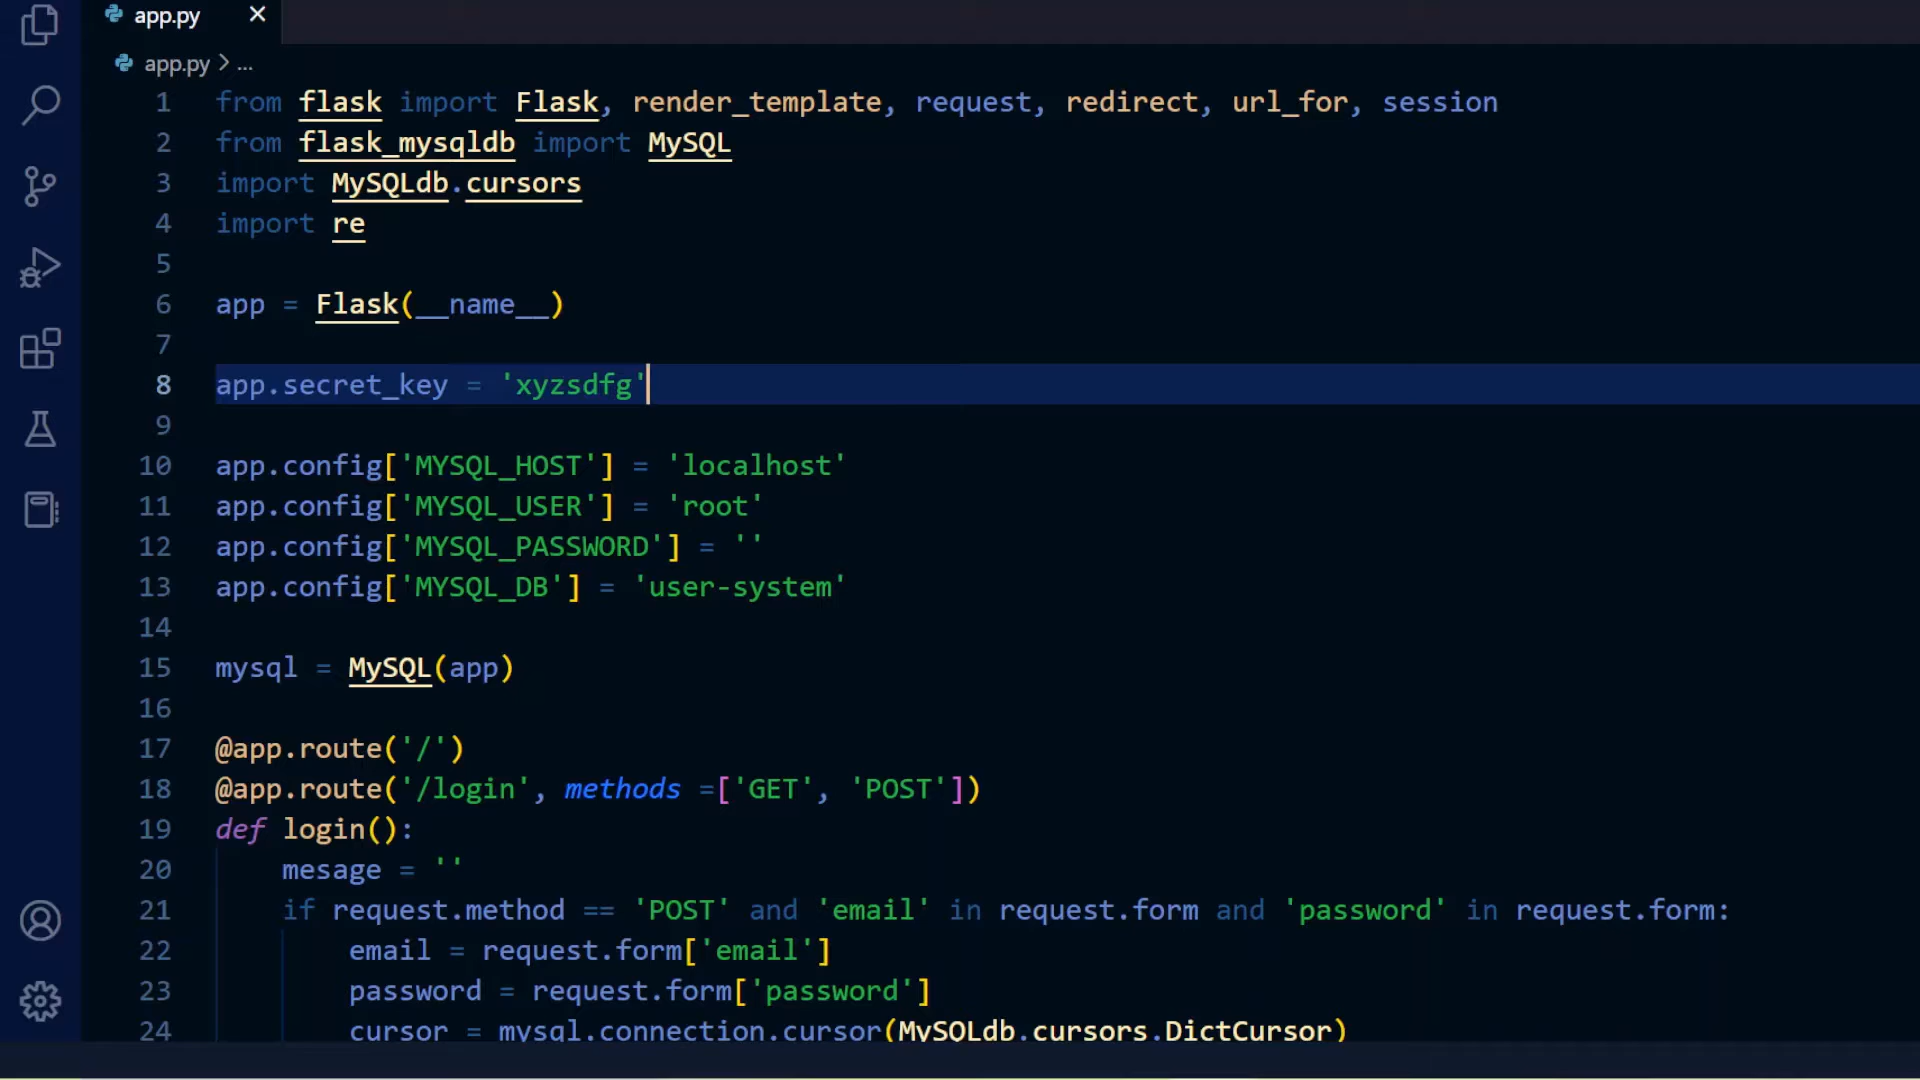 app.py
app.py > ...
1 from flask import Flask, render_template, request, redirect, url_for, session
2 from flask_mysqldb import MySQL
3 import MySQLdb.cursors
4 import re
5
6 app = Flask(__name__)
7
8 app.secret_key = 'xyzsdfg'
9
10 app.config['MYSQL_HOST'] = 'localhost'
11 app.config['MYSQL_USER'] = 'root'
12 app.config['MYSQL_PASSWORD'] = ''
13 app.config['MYSQL_DB'] = 'user-system'
14
15 mysql = MySQL(app)
16
17 @app.route('/')
18 @app.route('/login', methods =['GET', 'POST'])
19 def login():
20 mesage = ''
21 if request.method == 'POST' and 'email' in request.form and 'password' in request.form:
22 email = request.form['email']
23 password = request.form['password']
24 cursor = mysql.connection.cursor(MySQLdb.cursors.DictCursor)